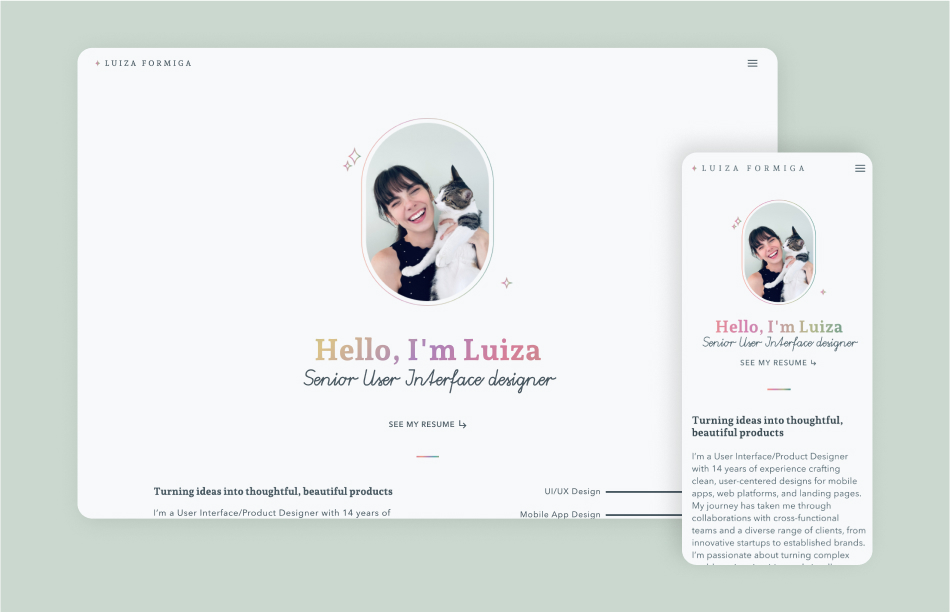 LUIZA FORMIGA
Hello, I'm Luiza
Senior User Interface designer
SEE MY RESUME
Turning ideas into thoughtful, beautiful products
I'm a User Interface/Product Designer with 14 years of
UI/UX Design
Mobile App Design
LUIZA FORMIGA
Hello, I'm Luiza
Senior User Interface designer
SEE MY RESUME
Turning ideas into thoughtful,
beautiful products
I'm a User Interface/Product Designer
with 14 years of experience crafting
clean, user-centered designs for mobile
apps, web platforms, and landing pages.
My journey has taken me through
collaborations with cross-functional
teams and a diverse range of clients, from
innovative startups to established brands.
I'm passionate about turning complex